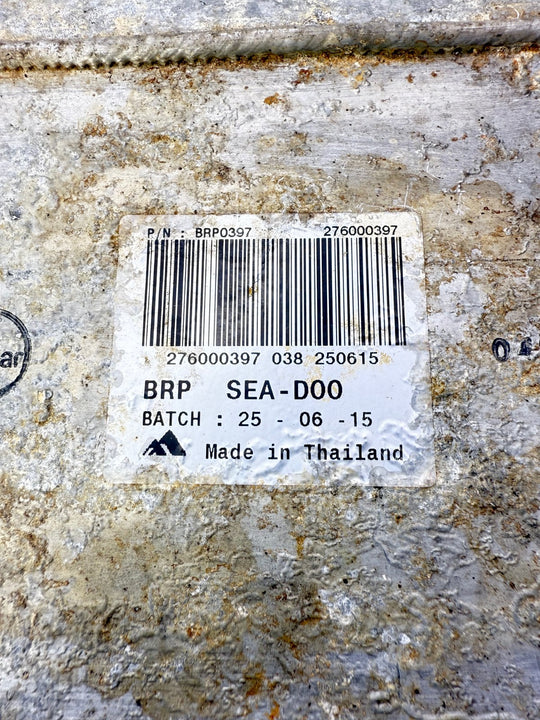 P/N : BRP0397 276000397
276000397 038 250615
BRP SEA-DOO
BATCH : 25 - 06 -15
Made in Thailand